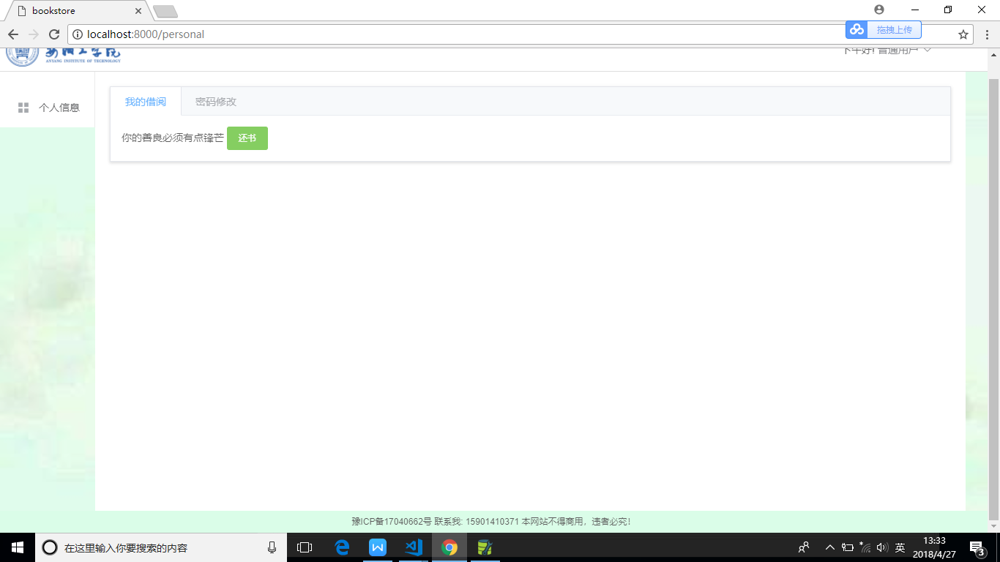 bookstore
localhost:8000/personal
拖拽上传
安阳工学院
ANYANG INSTITUTE OF TECHNOLOGY
下午好! 普通用户
个人信息
我的借阅
密码修改
你的善良必须有点锋芒 还书
豫ICP备17040662号 联系我: 15901410371 本网站不得商用，违者必究!
在这里输入你要搜索的内容
英
13:33
2018/4/27
3